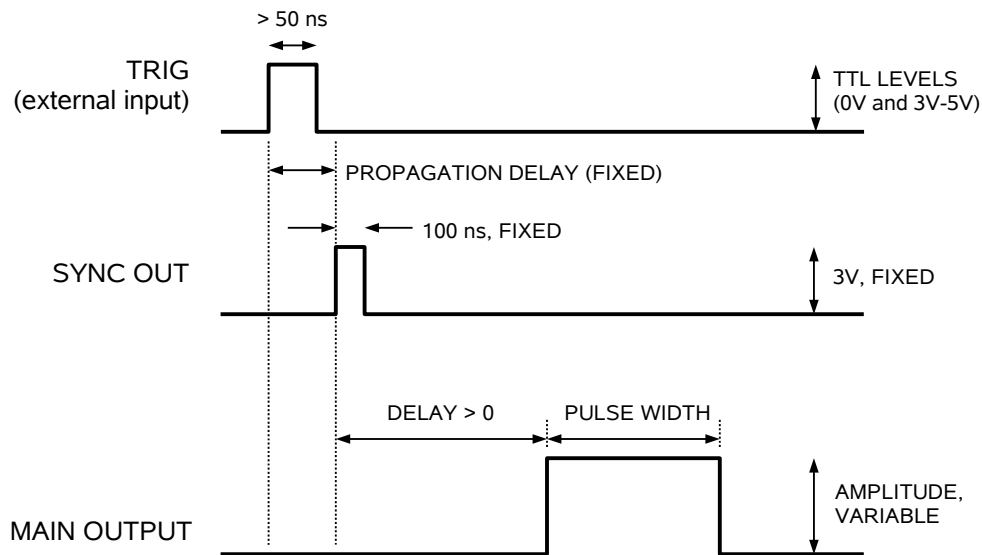 > 50 ns
TRIG
(external input)
TTL LEVELS
(0V and 3V-5V)
PROPAGATION DELAY (FIXED)
100 ns, FIXED
SYNC OUT
3V, FIXED
DELAY > 0
PULSE WIDTH
AMPLITUDE,
VARIABLE
MAIN OUTPUT